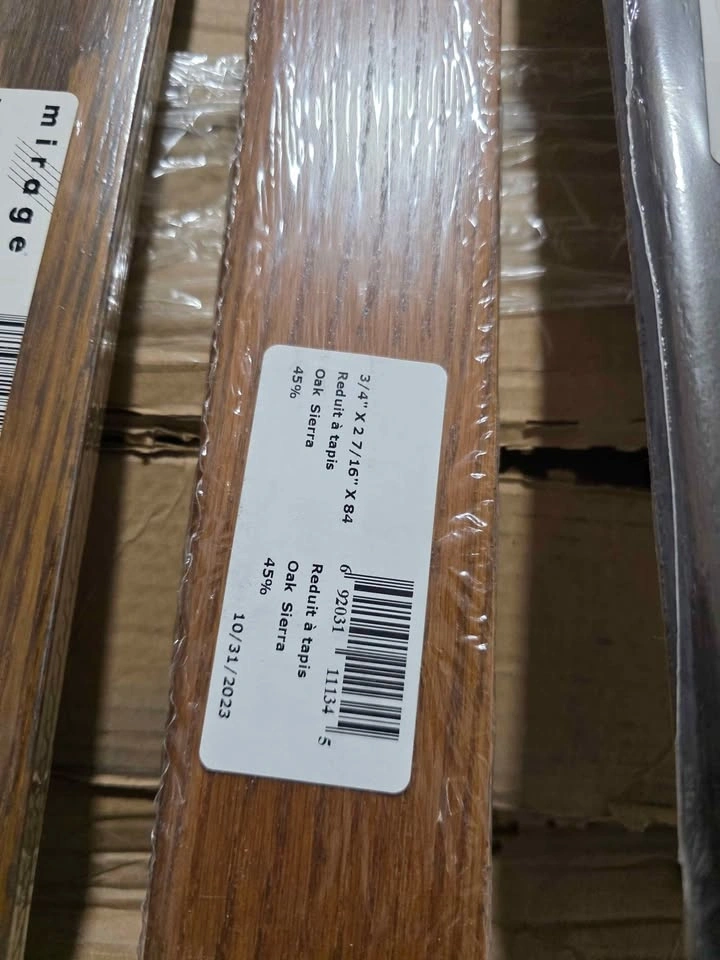 mirage
3/4" X 2 7/16" X 84
Reduit à tapis
Oak Sierra
45%
6 92031 11134 5
Reduit à tapis
Oak Sierra
45%
10/31/2023